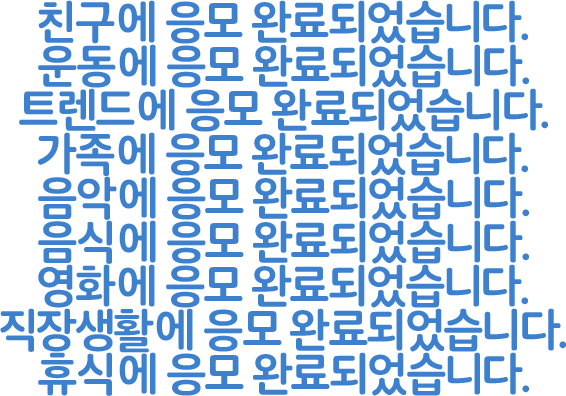 친구에 응모 완료되었습니다.
운동에 응모 완료되었습니다.
트렌드에 응모 완료되었습니다.
가족에 응모 완료되었습니다.
음악에 응모 완료되었습니다.
음식에 응모 완료되었습니다.
영화에 응모 완료되었습니다.
직장생활에 응모 완료되었습니다.
휴식에 응모 완료되었습니다.